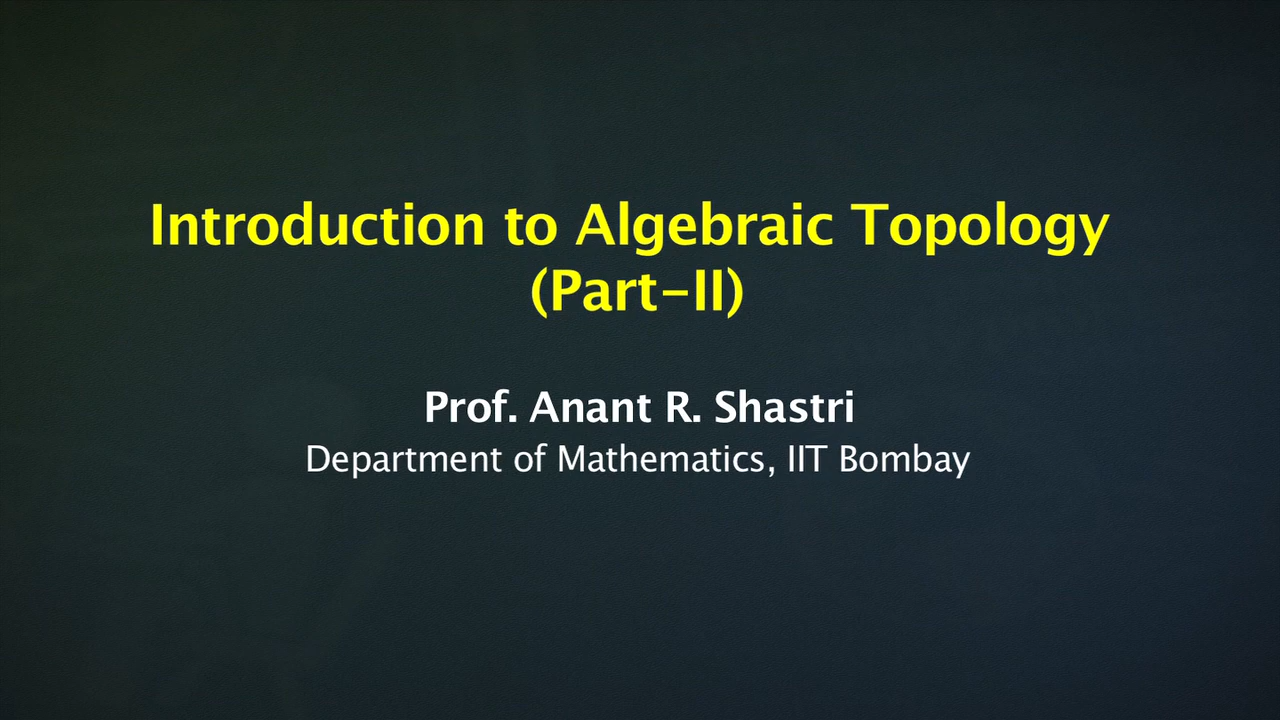 Introduction to Algebraic Topology
(Part-II)
Prof. Anant R. Shastri
Department of Mathematics, IIT Bombay